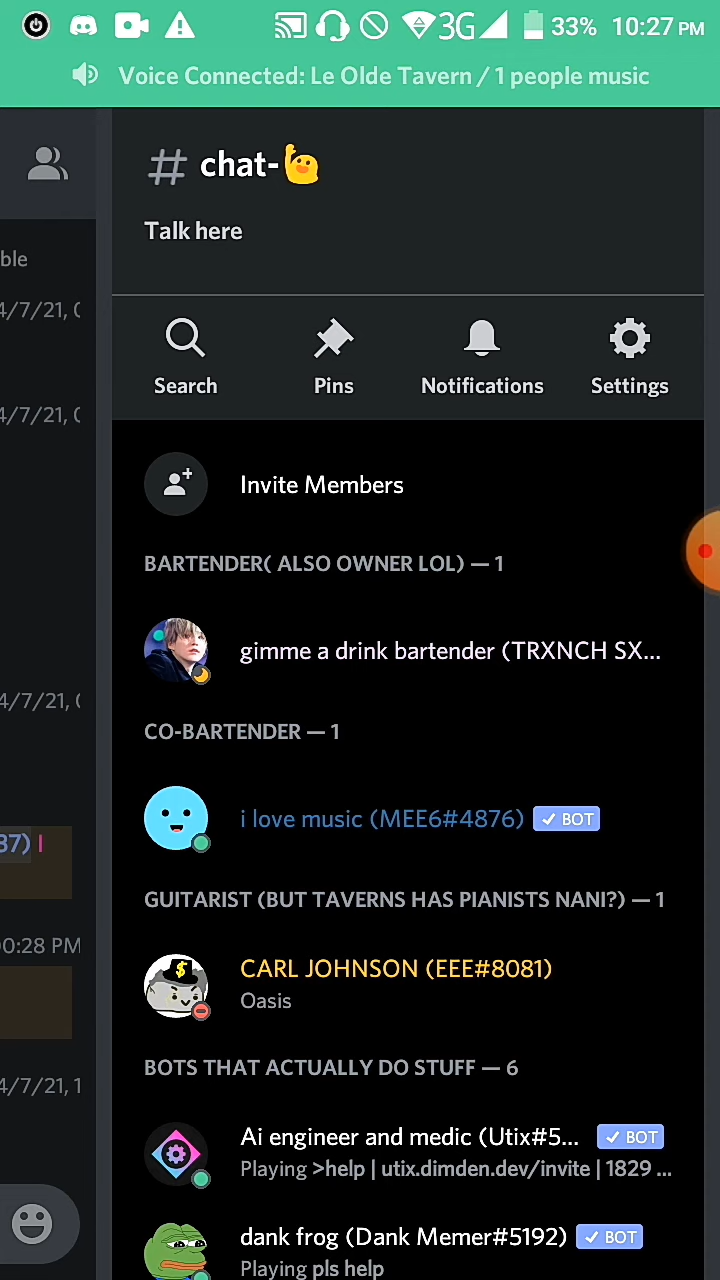 3G 33% 10:27 PM
Voice Connected: Le Olde Tavern / 1 people music
# chat-
Talk here
ble
4/7/21, 0
Search Pins Notifications Settings
4/7/21, 0
Invite Members
BARTENDER( ALSO OWNER LOL) — 1
gimme a drink bartender (TRXNCH SX...
4/7/21, 0
CO-BARTENDER — 1
i love music (MEE6#4876) ✓ BOT
37) |
GUITARIST (BUT TAVERNS HAS PIANISTS NANI?) — 1
0:28 PM
CARL JOHNSON (EEE#8081)
Oasis
BOTS THAT ACTUALLY DO STUFF — 6
4/7/21, 1
Ai engineer and medic (Utix#5... ✓ BOT
Playing >help | utix.dimden.dev/invite | 1829 ...
dank frog (Dank Memer#5192) ✓ BOT
Playing pls help